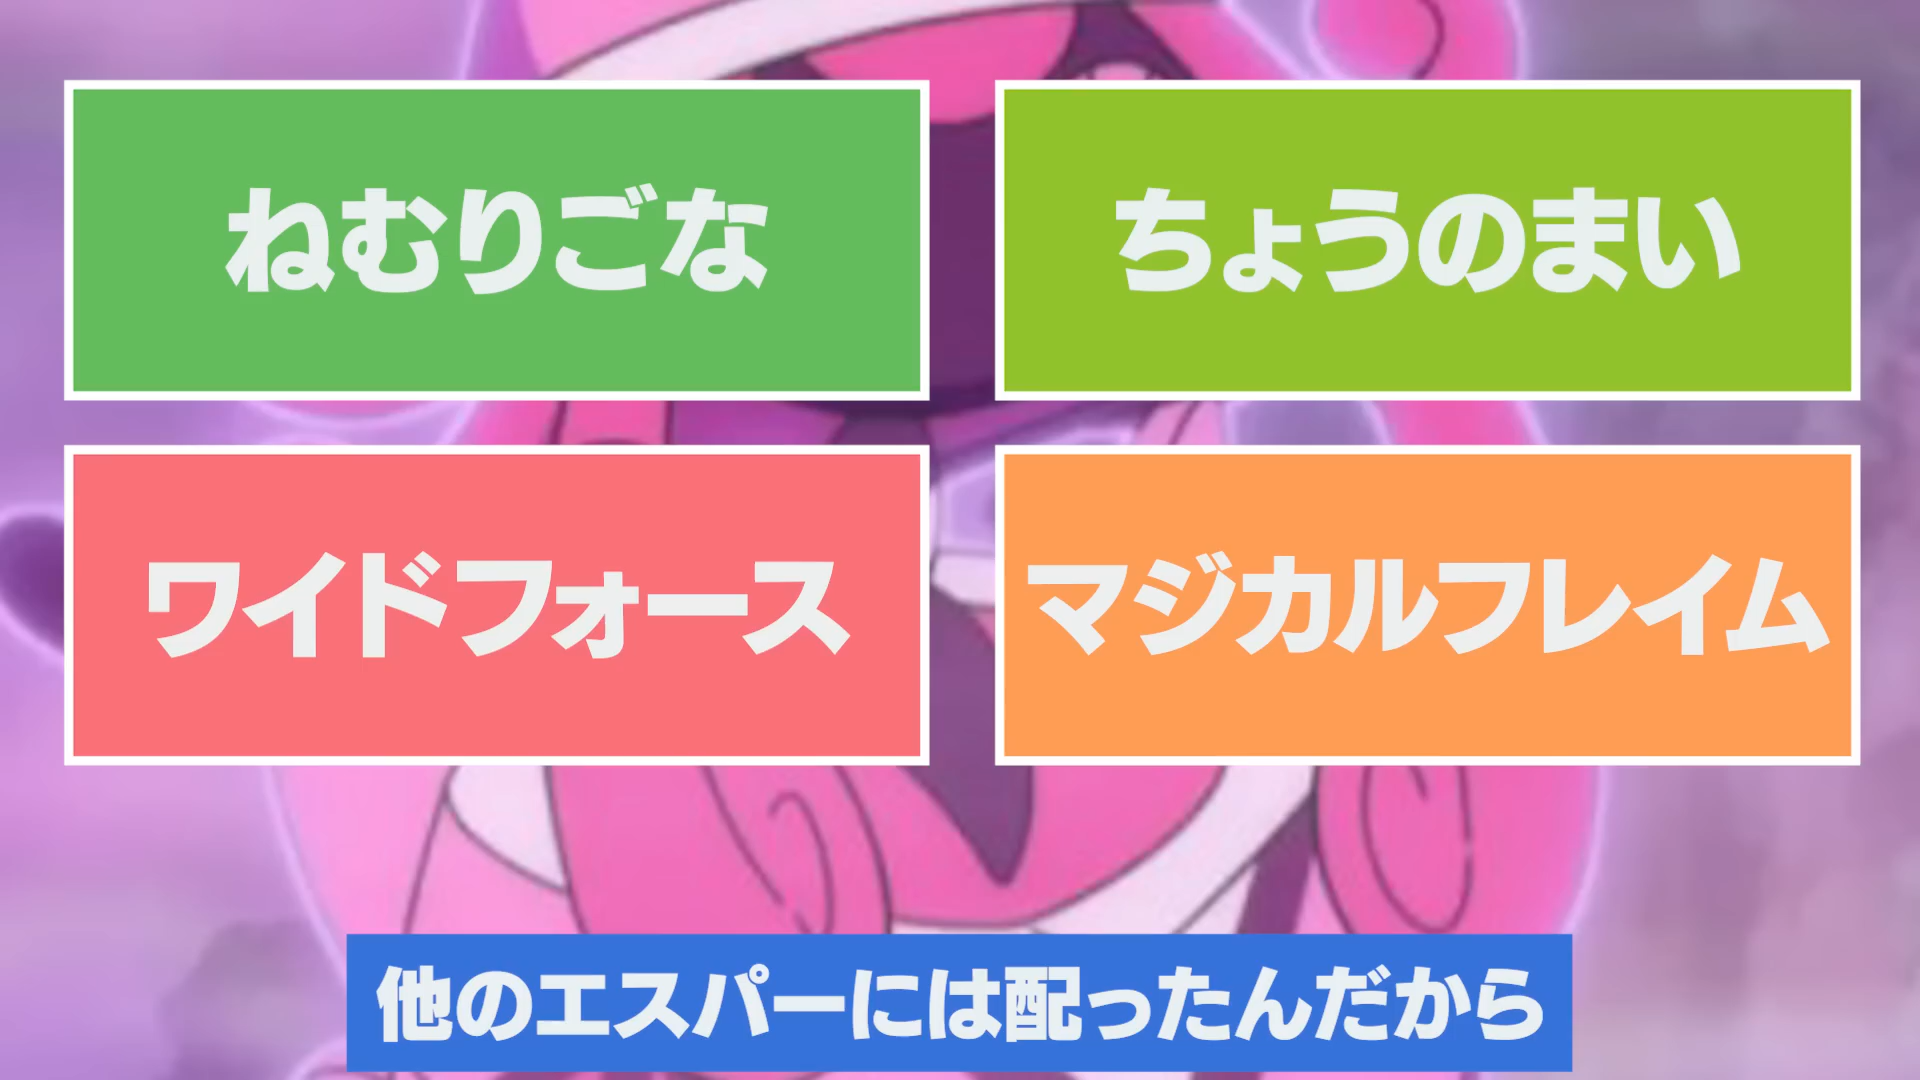 ねむりごな
ちょうのまい
ワイドフォース
マジカルフレイム
他のエスパーには配ったんだから